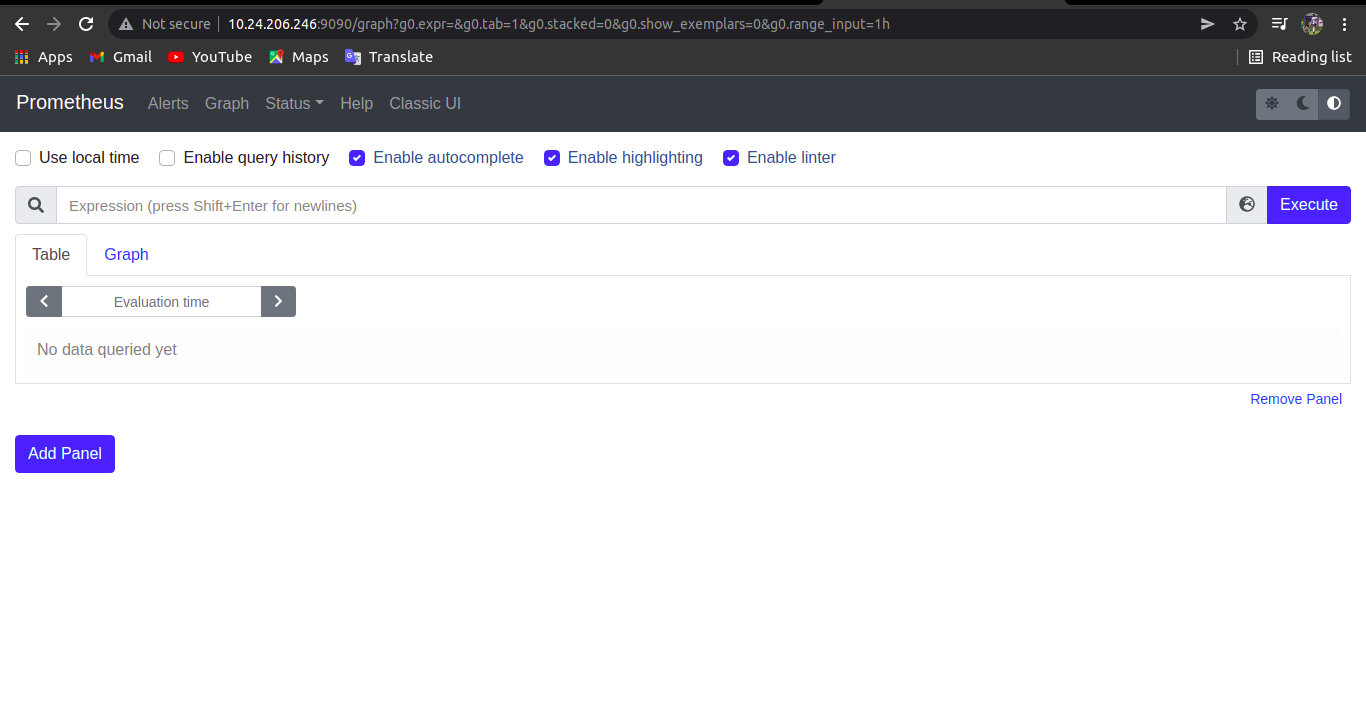 Not secure 10.24.206.246:9090/graph?g0.expr=&g0.tab=1&g0.stacked=0&g0.show_exemplars=0&g0.range_input=1h
Apps Gmail YouTube Maps Translate Reading list
Prometheus Alerts Graph Status Help Classic UI
Use local time Enable query history Enable autocomplete Enable highlighting Enable linter
Expression (press Shift+Enter for newlines) Execute
Table Graph
Evaluation time
No data queried yet
Remove Panel
Add Panel